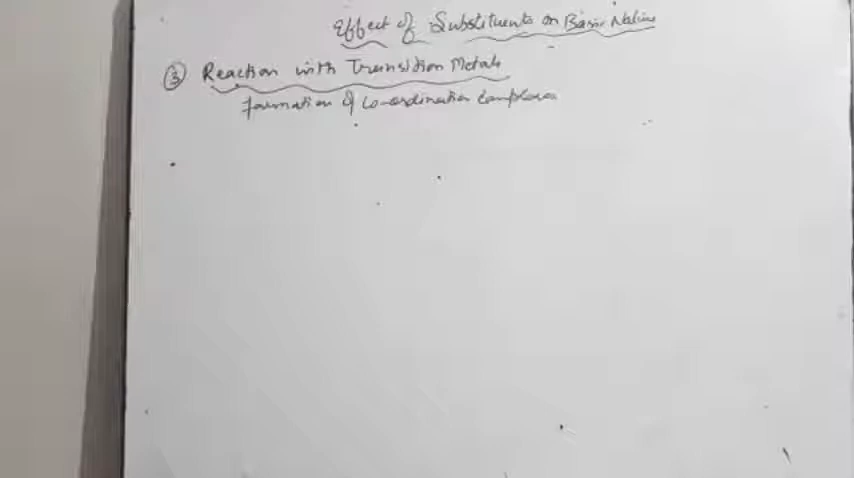 Effect of Substituents on Basic Nature
③ Reaction with Transition Metals
formation of Co-ordination Complexes